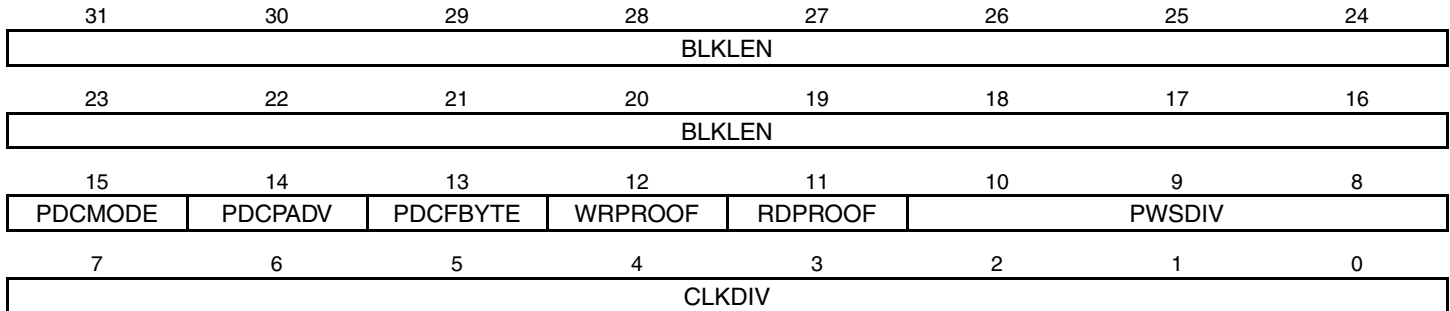 31 30 29 28 27 26 25 24
BLKLEN
23 22 21 20 19 18 17 16
BLKLEN
15 14 13 12 11 10 9 8
PDCMODE PDCPADV PDCFBYTE WRPROOF RDPROOF PWSDIV
7 6 5 4 3 2 1 0
CLKDIV